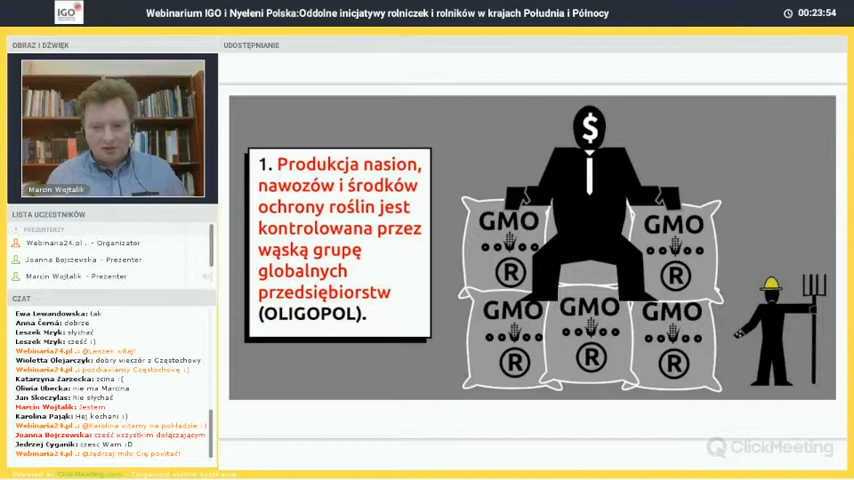 IGO
Webinarium IGO i Nyeleni Polska:Oddolne inicjatywy rolniczek i rolników w krajach Południa i Północy
00:23:54
OBRAZ I DŹWIĘK
Marcin Wojtalik
LISTA UCZESTNIKÓW
PREZENTERZY
Webinaria24.pl . - Organizator
Joanna Bojczewska - Prezenter
Marcin Wojtalik - Prezenter
CZAT
Ewa Lewandowska: tak
Anna Černá: dobrze
Leszek Mzyk: słychać
Leszek Mzyk: cześć :)
Webinaria24.pl .: @Leszek witaj!
Wioletta Olejarczyk: dobry wieczór z Częstochowy
Webinaria24.pl .: pozdrawiamy Częstochowę :)
Katarzyna Zarzecka: zcina :(
Oliwia Ubecka: nie ma Marcina
Jan Skoczylas: Nie słychać
Marcin Wojtalik: Jestem
Karolina Pająk: Hej kochani :)
Webinaria24.pl .: @Karolina witamy na pokładzie :)
Joanna Bojczewska: cześć wszystkim dołączającym
Jedrzej Cyganik: czesc Wam :D
Webinaria24.pl .: @Jędrzej miło Cię powitać!
Powered by ClickMeeting.com -
UDOSTĘPNIANIE
1. Produkcja nasion,
nawozów i środków
ochrony roślin jest
kontrolowana przez
wąską grupę
globalnych
przedsiębiorstw
(OLIGOPOL).
$
GMO
R
GMO
R
GMO
R
GMO
R
GMO
R
ClickMeeting